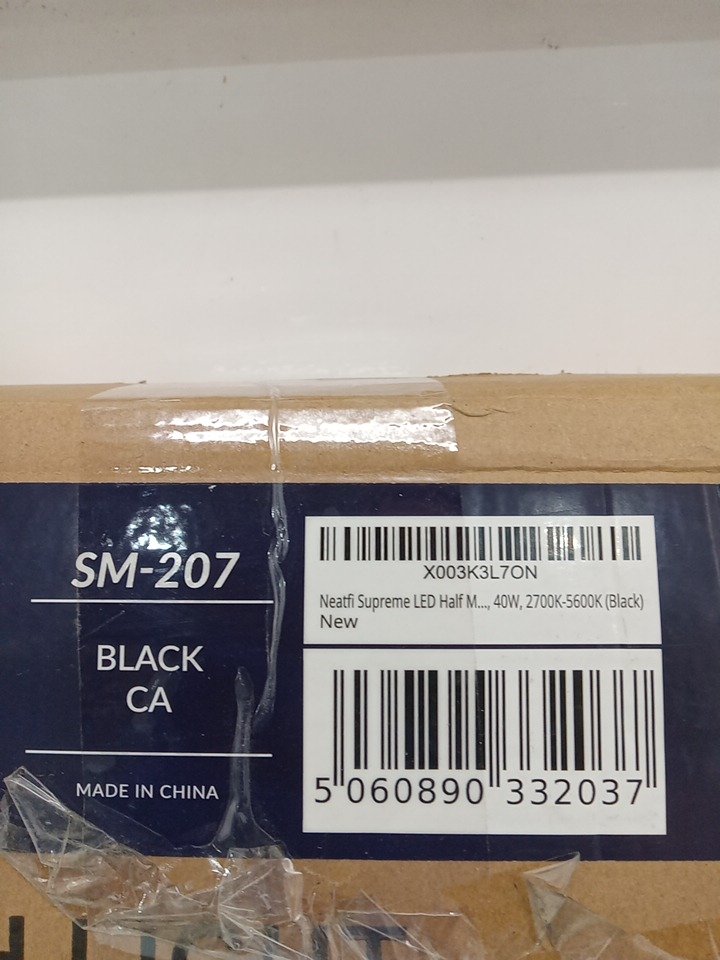 SM-207
BLACK
CA
MADE IN CHINA
X003K3L7ON
Neatfi Supreme LED Half M..., 40W, 2700K-5600K (Black)
New
5 060890 332037